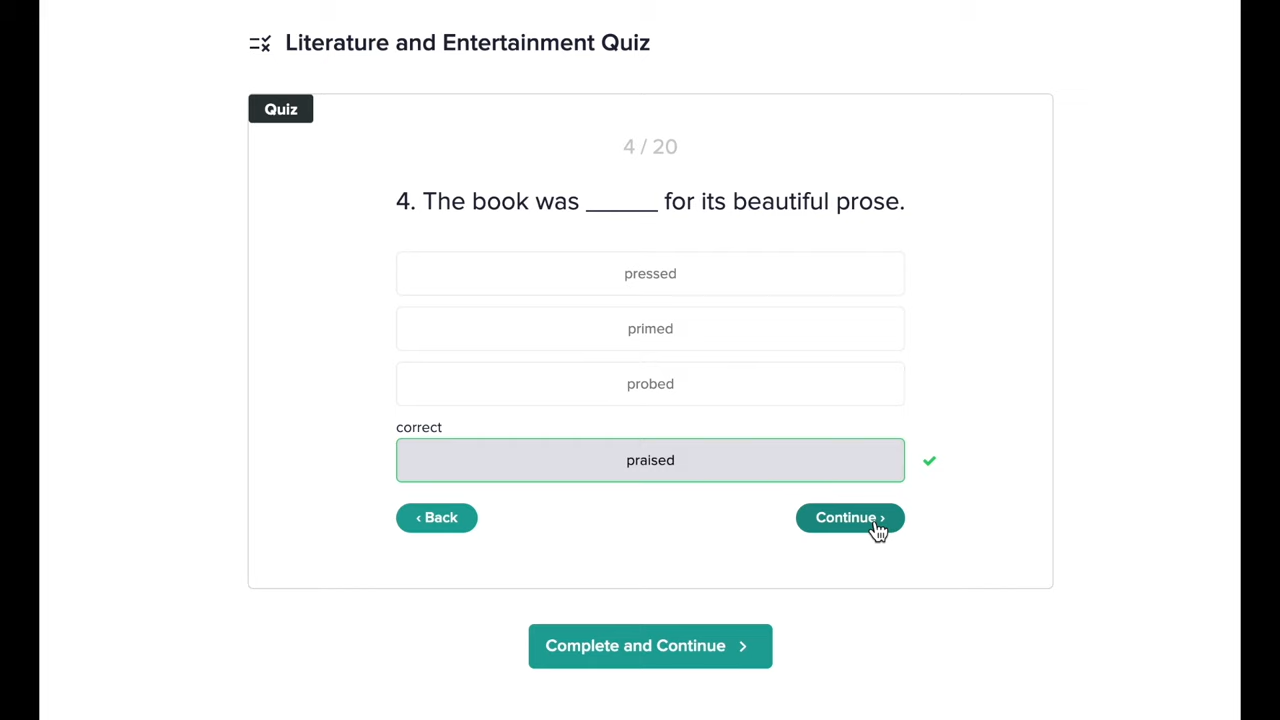 Literature and Entertainment Quiz
Quiz
4 / 20
4. The book was ______ for its beautiful prose.
pressed
primed
probed
correct
praised
‹ Back
Continue ›
Complete and Continue >